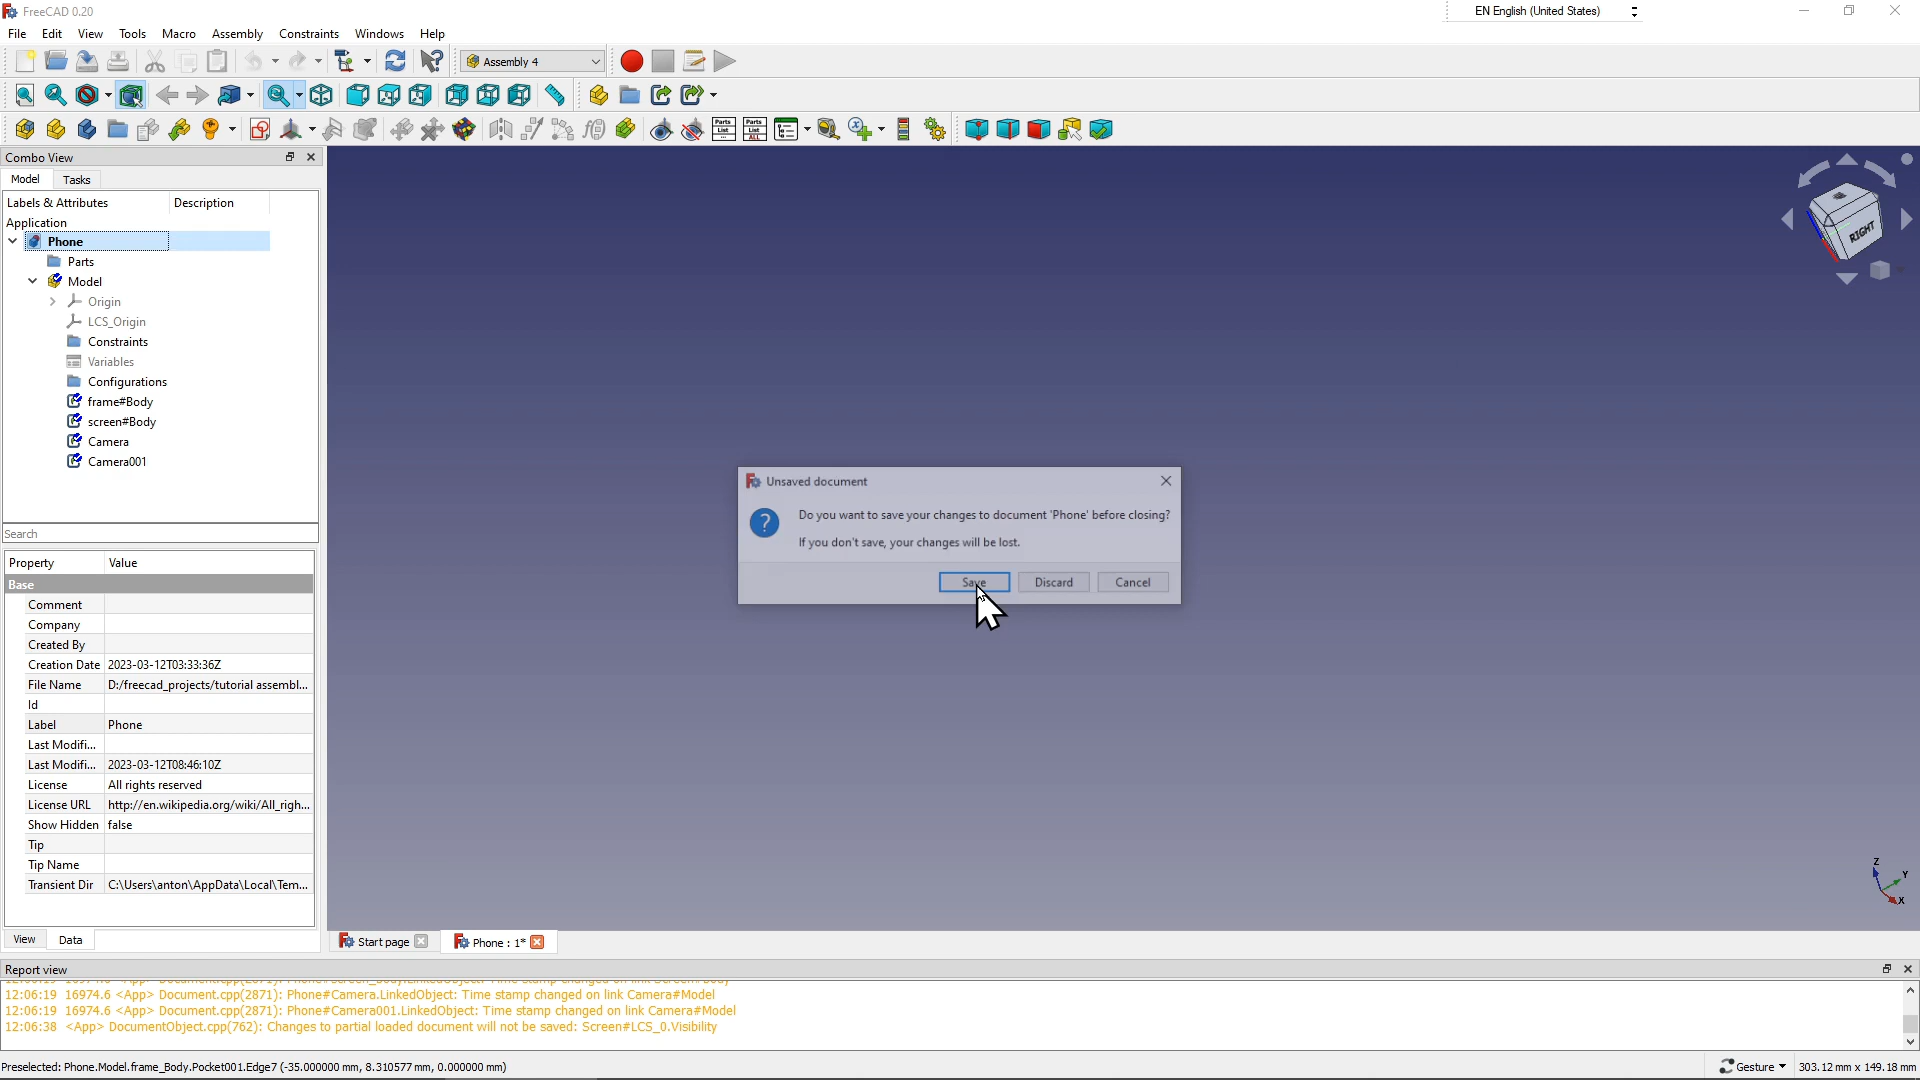 FreeCAD 0.20
EN English (United States)
File Edit View Tools Macro Assembly Constraints Windows Help
Assembly 4
Parts List
Parts List ALL
Combo View
Model Tasks
Labels & Attributes Description
Application
Phone
Parts
Model
Origin
LCS_Origin
Constraints
Variables
Configurations
frame#Body
screen#Body
Camera
Camera001
Search
Property Value
Base
Comment
Company
Created By
Creation Date 2023-03-12T03:33:36Z
File Name D:/freecad_projects/tutorial assembl...
Id
Label Phone
Last Modifi...
Last Modifi... 2023-03-12T08:46:10Z
License All rights reserved
License URL http://en.wikipedia.org/wiki/All_righ...
Show Hidden false
Tip
Tip Name
Transient Dir C:\Users\anton\AppData\Local\Tem...
View Data
RIGHT
Unsaved document
Do you want to save your changes to document 'Phone' before closing?
If you don't save, your changes will be lost.
Save Discard Cancel
Z
Y
X
Start page
Phone : 1*
Report view
12:06:19 16974.6 <App> Document.cpp(2871): Phone#Camera.LinkedObject: Time stamp changed on link Camera#Model
12:06:19 16974.6 <App> Document.cpp(2871): Phone#Camera001.LinkedObject: Time stamp changed on link Camera#Model
12:06:38 <App> DocumentObject.cpp(762): Changes to partial loaded document will not be saved: Screen#LCS_0.Visibility
Preselected: Phone.Model.frame_Body.Pocket001.Edge7 (-35.000000 mm, 8.310577 mm, 0.000000 mm)
Gesture
303.12 mm x 149.18 mm